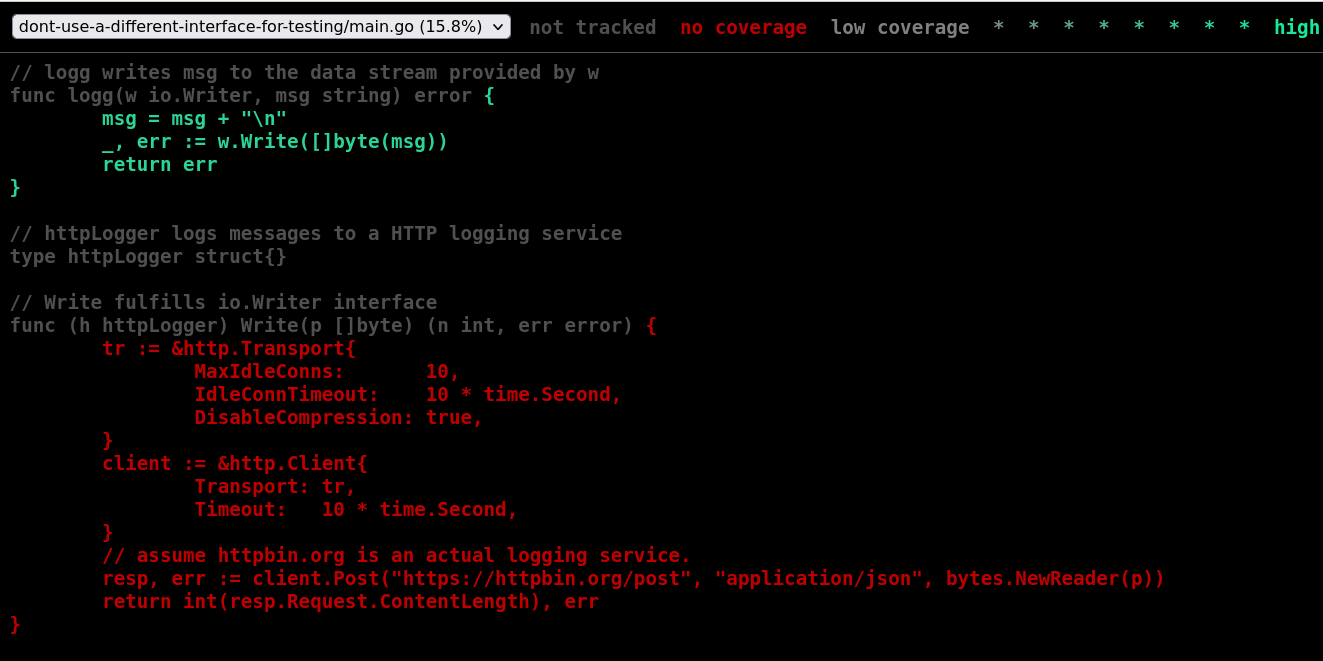 dont-use-a-different-interface-for-testing/main.go (15.8%) not tracked no coverage low coverage * * * * * * * * high
// logg writes msg to the data stream provided by w
func logg(w io.Writer, msg string) error {
        msg = msg + "\n"
        _, err := w.Write([]byte(msg))
        return err
}

// httpLogger logs messages to a HTTP logging service
type httpLogger struct{}

// Write fulfills io.Writer interface
func (h httpLogger) Write(p []byte) (n int, err error) {
        tr := &http.Transport{
                MaxIdleConns:       10,
                IdleConnTimeout:    10 * time.Second,
                DisableCompression: true,
        }
        client := &http.Client{
                Transport: tr,
                Timeout:   10 * time.Second,
        }
        // assume httpbin.org is an actual logging service.
        resp, err := client.Post("https://httpbin.org/post", "application/json", bytes.NewReader(p))
        return int(resp.Request.ContentLength), err
}